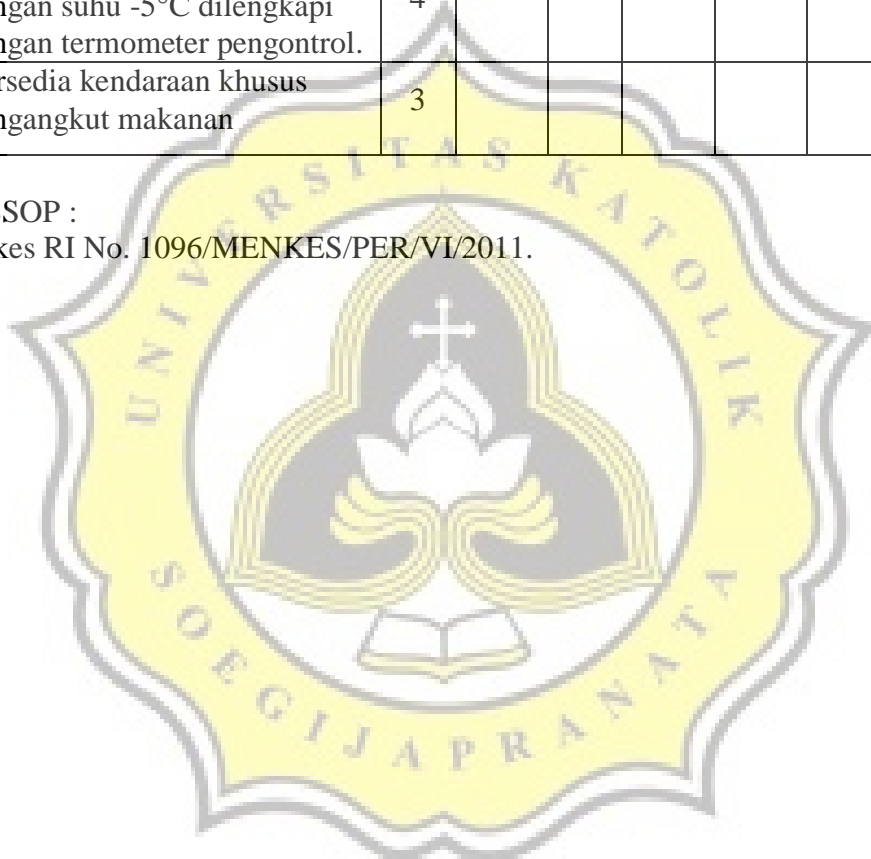 ngan suhu -5°C dilengkapi
4
ngan termometer pengontrol.
rsedia kendaraan khusus
3
ngangkut makanan
SOP :
kes RI No. 1096/MENKES/PER/VI/2011.
UNIVERSITAS KATOLIK
SOEGIJAPRANATA